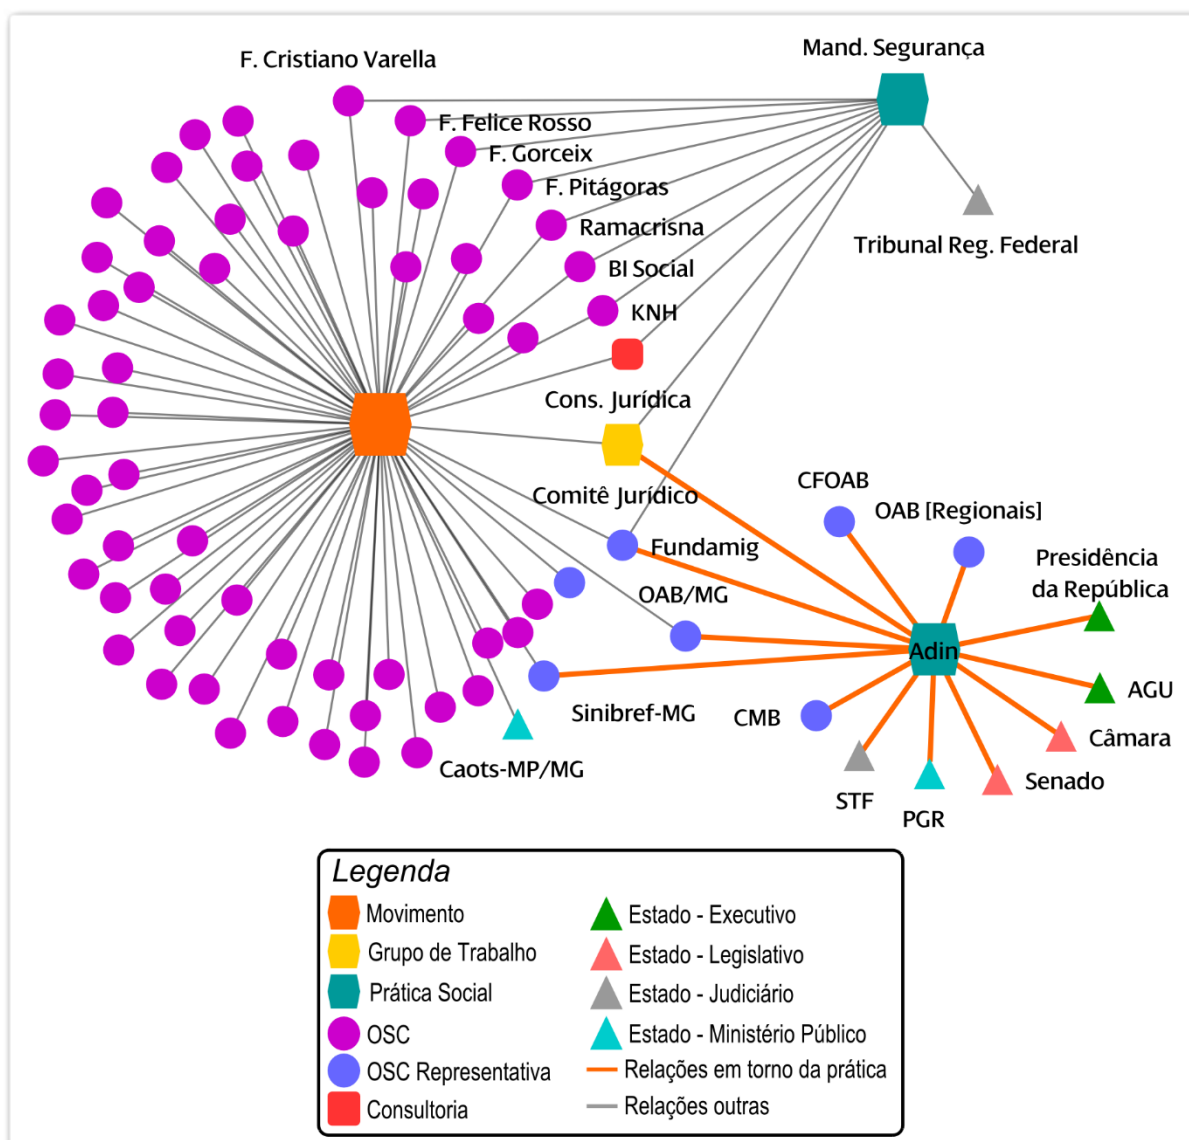 Mand. Segurança
F. Cristiano Varella
F. Felice Rosso
F. Gorceix
F. Pitágoras
Ramacrisna
Tribunal Reg. Federal
BI Social
KNH
Cons. Jurídica
Comitê Jurídico
CFOAB
OAB [Regionais]
Fundamig
Presidência
da República
OAB/MG
Adin
AGU
Sinibref-MG
CMB
Câmara
Caots-MP/MG
Senado
STF
PGR
Legenda
Movimento
Grupo de Trabalho
Prática Social
OSC
OSC Representativa
Consultoria
Estado - Executivo
Estado - Legislativo
Estado - Judiciário
Estado - Ministério Público
Relações em torno da prática
Relações outras